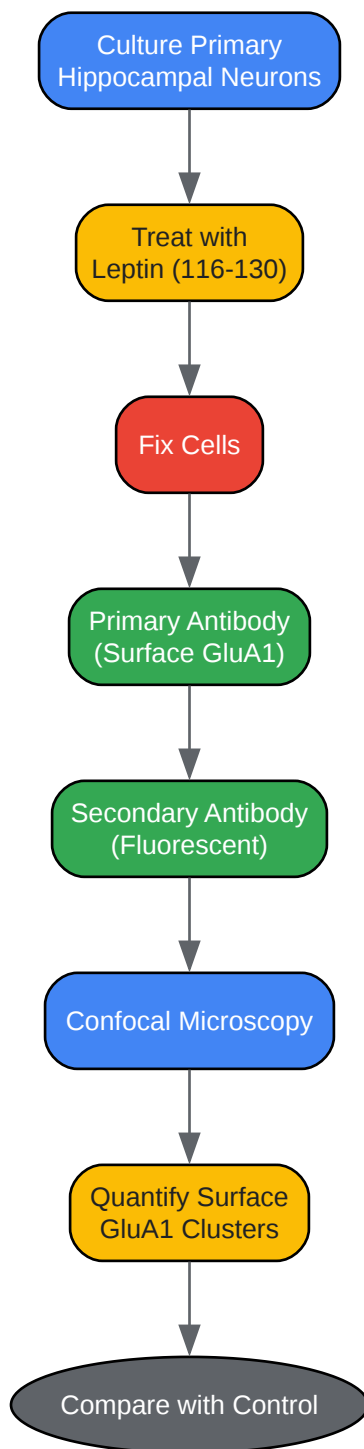 Culture Primary
Hippocampal Neurons
Treat with
Leptin (116-130)
Fix Cells
Primary Antibody
(Surface GluA1)
Secondary Antibody
(Fluorescent)
Confocal Microscopy
Quantify Surface
GluA1 Clusters
Compare with Control